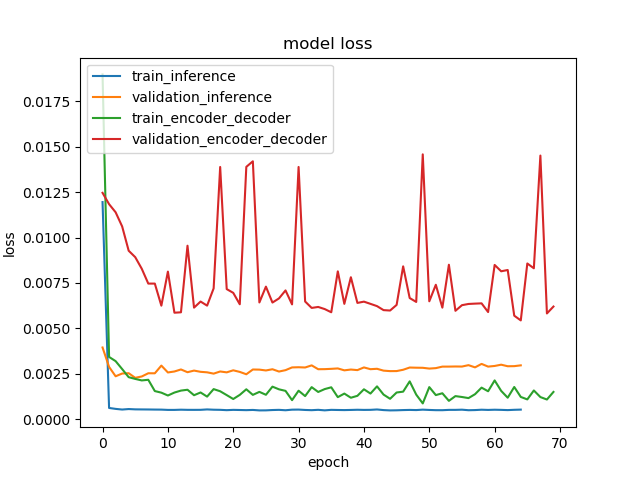 model loss
train_inference
validation_inference
train_encoder_decoder
validation_encoder_decoder
0.0175
0.0150
0.0125
0.0100
0.0075
0.0050
0.0025
0.0000
loss
0 10 20 30 40 50 60 70
epoch